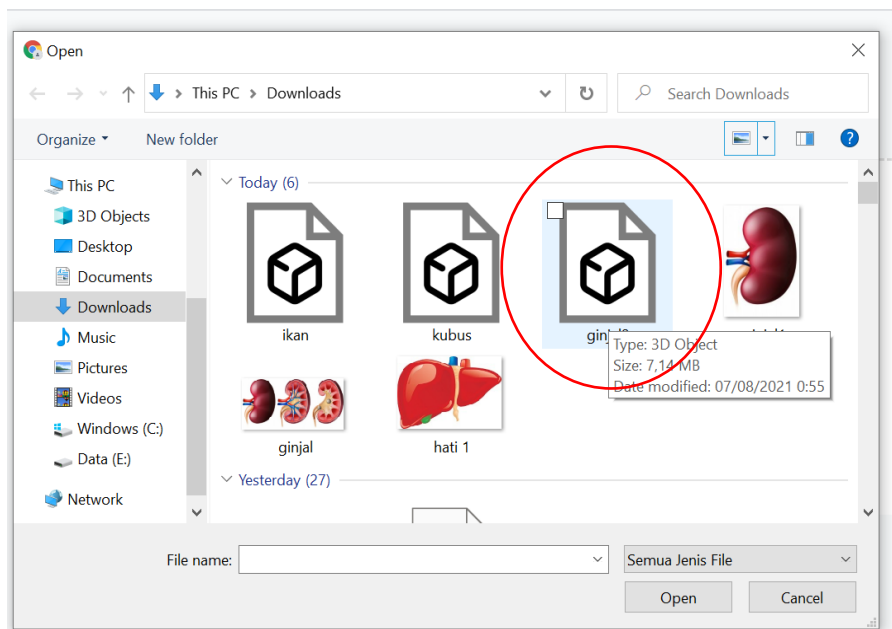 Open
This PC > Downloads
Search Downloads
Organize
New folder
This PC
3D Objects
Desktop
Documents
Downloads
Music
Pictures
Videos
Windows (C:)
Data (E:)
Network
Today (6)
ikan
kubus
Type: 3D Object
Size: 7,14 MB
Date modified: 07/08/2021 0:55
ginjal
hati 1
Yesterday (27)
File name:
Semua Jenis File
Open
Cancel